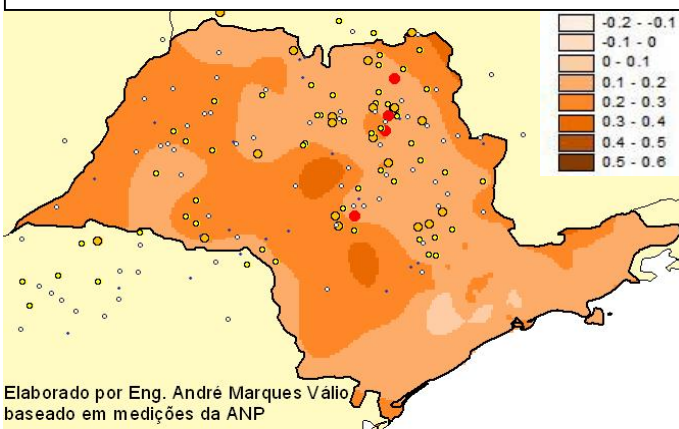 -0.2 - -0.1
-0.1 - 0
0 - 0.1
0.1 - 0.2
0.2 - 0.3
0.3 - 0.4
0.4 - 0.5
0.5 - 0.6
Elaborado por Eng. André Marques Válio
baseado em medições da ANP